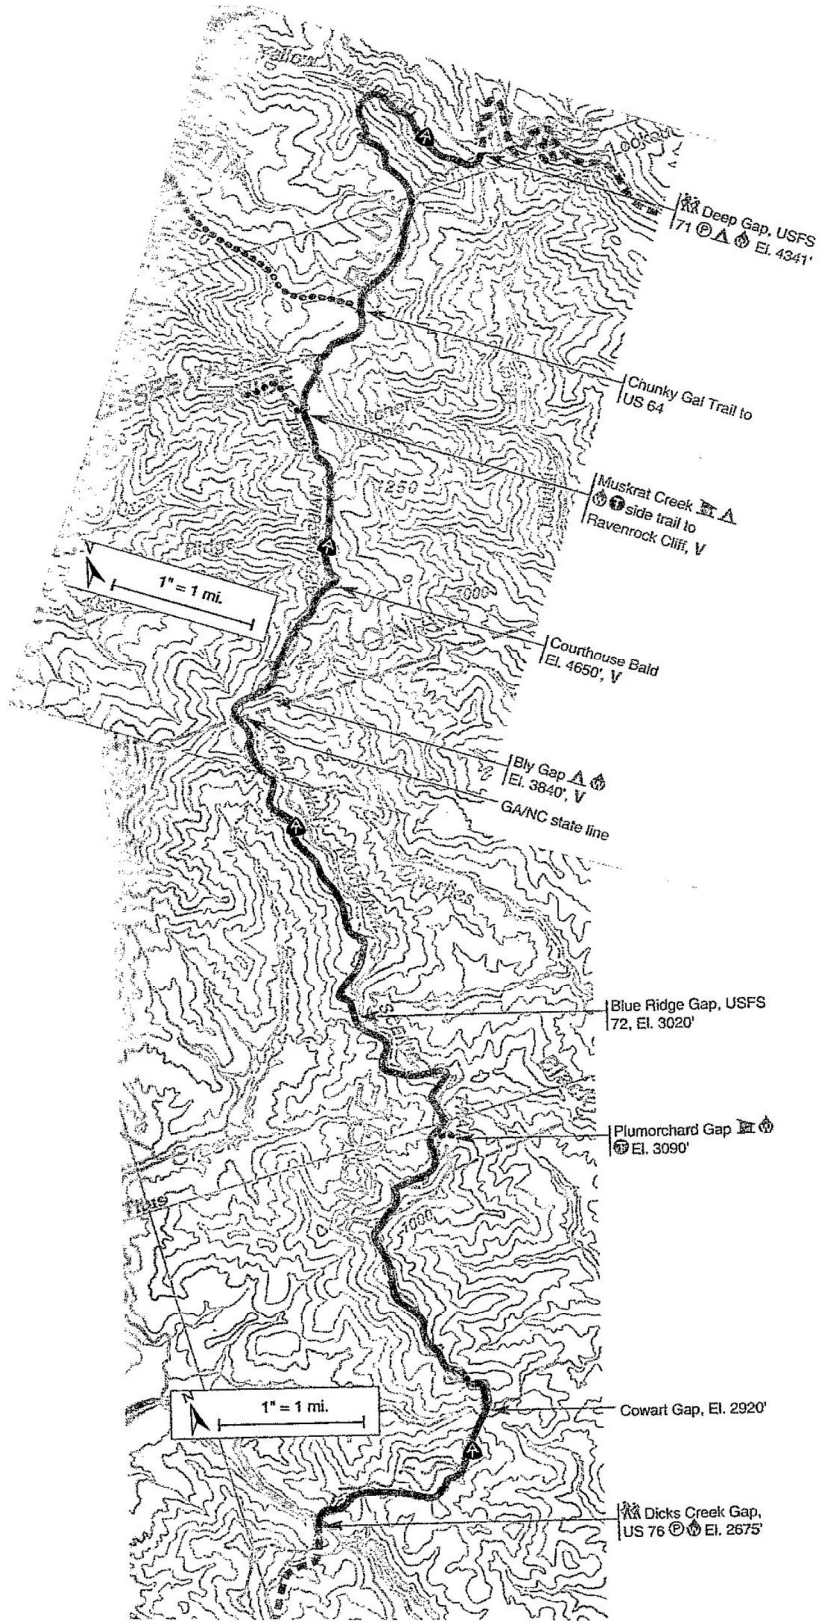 Deep Gap, USFS
71 Ⓟ El. 4341'
Chunky Gal Trail to
US 64
1250
Muskrat Creek
side trail to
Ravenrock Cliff, V
1" = 1 mi.
Courthouse Bald
El. 4650', V
Bly Gap
El. 3840', V
GA/NC state line
Blue Ridge Gap, USFS
72, El. 3020'
Plumorchard Gap
El. 3090'
1000
N
1" = 1 mi.
Cowart Gap, El. 2920'
Dicks Creek Gap,
US 76 Ⓟ El. 2675'